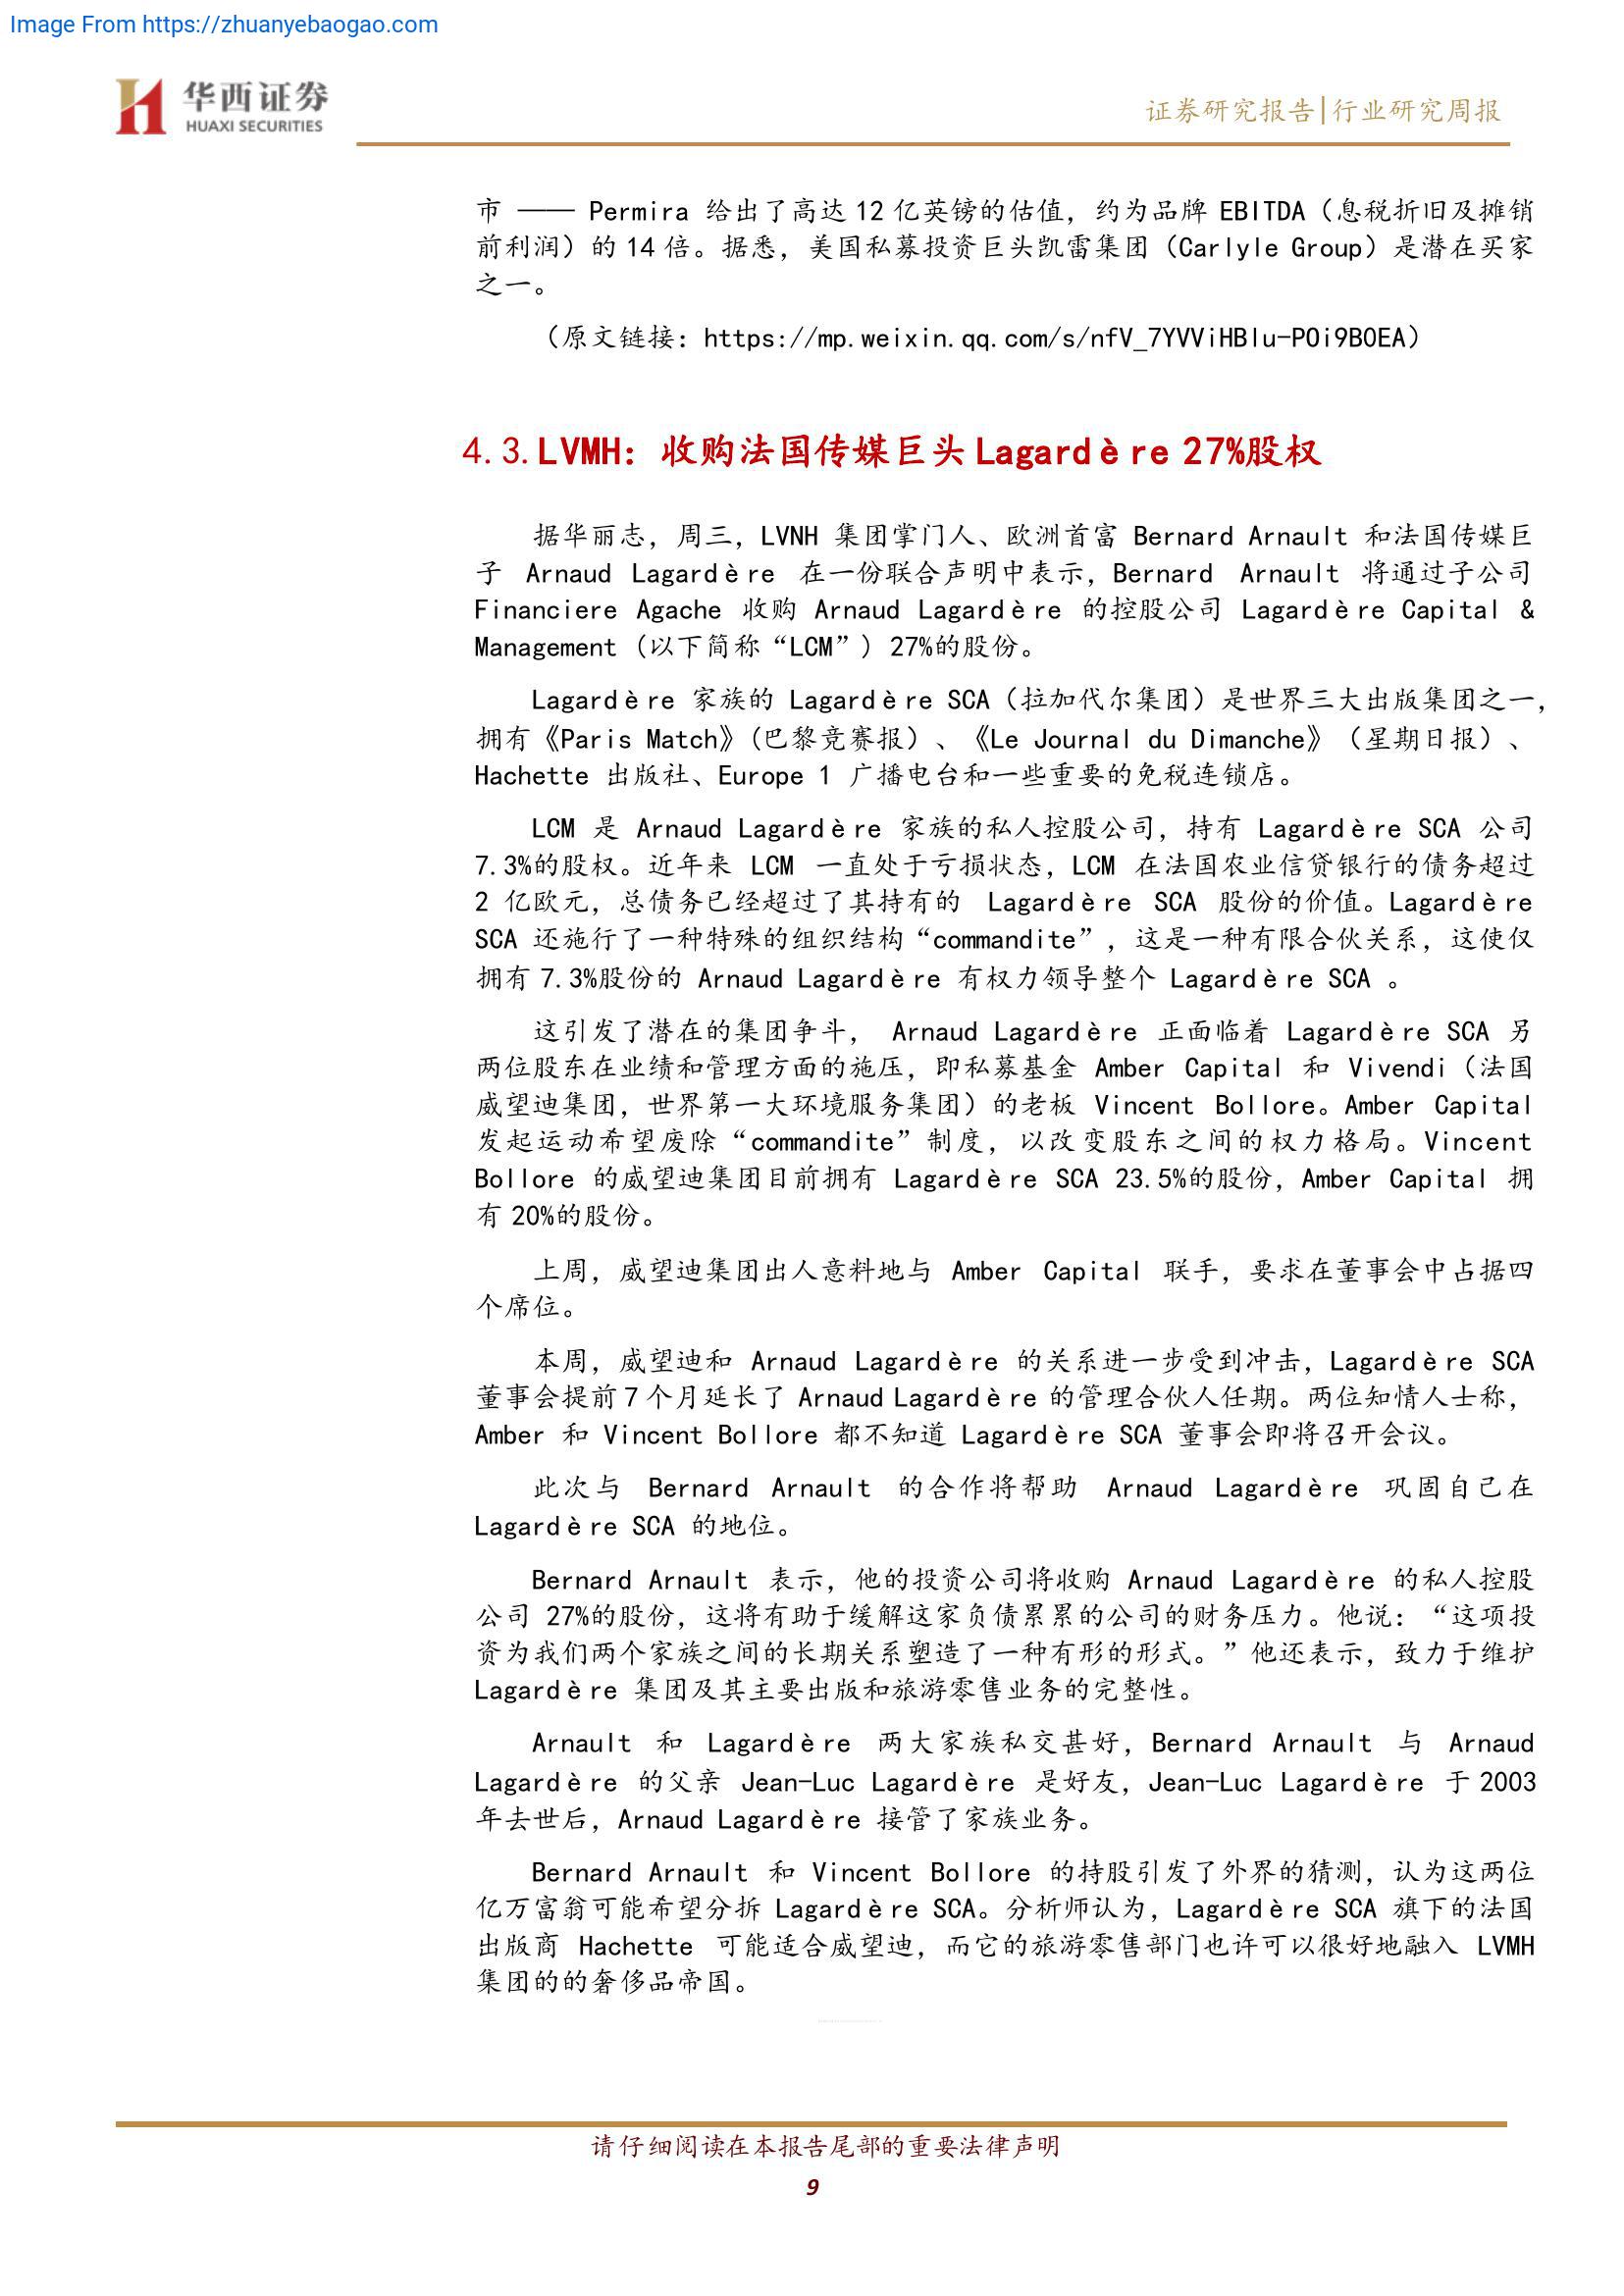 Image From https://zhuanyebaogao.com
华西证券
HUAXI SECURITIES
证券研究报告|行业研究周报
市 —— Permira 给出了高达 12 亿英镑的估值，约为品牌 EBITDA（息税折旧及摊销
前利润）的 14 倍。据悉，美国私募投资巨头凯雷集团（Carlyle Group）是潜在买家
之一。
（原文链接：https://mp.weixin.qq.com/s/nfV_7YVViHBlu-POi9BOEA）
4.3.LVMH：收购法国传媒巨头 Lagardère 27%股权
据华丽志，周三，LVNH 集团掌门人、欧洲首富 Bernard Arnault 和法国传媒巨
子 Arnaud Lagardère 在一份联合声明中表示，Bernard Arnault 将通过子公司
Financiere Agache 收购 Arnaud Lagardère 的控股公司 Lagardère Capital &
Management (以下简称“LCM”) 27%的股份。
Lagardère 家族的 Lagardère SCA（拉加代尔集团）是世界三大出版集团之一，
拥有《Paris Match》(巴黎竞赛报）、《Le Journal du Dimanche》（星期日报）、
Hachette 出版社、Europe 1 广播电台和一些重要的免税连锁店。
LCM 是 Arnaud Lagardère 家族的私人控股公司，持有 Lagardère SCA 公司
7.3%的股权。近年来 LCM 一直处于亏损状态，LCM 在法国农业信贷银行的债务超过
2 亿欧元，总债务已经超过了其持有的 Lagardère SCA 股份的价值。Lagardère
SCA 还施行了一种特殊的组织结构“commandite”，这是一种有限合伙关系，这使仅
拥有 7.3%股份的 Arnaud Lagardère 有权力领导整个 Lagardère SCA 。
这引发了潜在的集团争斗， Arnaud Lagardère 正面临着 Lagardère SCA 另
两位股东在业绩和管理方面的施压，即私募基金 Amber Capital 和 Vivendi（法国
威望迪集团，世界第一大环境服务集团）的老板 Vincent Bollore。Amber Capital
发起运动希望废除“commandite”制度，以改变股东之间的权力格局。Vincent
Bollore 的威望迪集团目前拥有 Lagardère SCA 23.5%的股份，Amber Capital 拥
有 20%的股份。
上周，威望迪集团出人意料地与 Amber Capital 联手，要求在董事会中占据四
个席位。
本周，威望迪和 Arnaud Lagardère 的关系进一步受到冲击，Lagardère SCA
董事会提前 7 个月延长了 Arnaud Lagardère 的管理合伙人任期。两位知情人士称，
Amber 和 Vincent Bollore 都不知道 Lagardère SCA 董事会即将召开会议。
此次与 Bernard Arnault 的合作将帮助 Arnaud Lagardère 巩固自己在
Lagardère SCA 的地位。
Bernard Arnault 表示，他的投资公司将收购 Arnaud Lagardère 的私人控股
公司 27%的股份，这将有助于缓解这家负债累累的公司的财务压力。他说：“这项投
资为我们两个家族之间的长期关系塑造了一种有形的形式。”他还表示，致力于维护
Lagardère 集团及其主要出版和旅游零售业务的完整性。
Arnault 和 Lagardère 两大家族私交甚好，Bernard Arnault 与 Arnaud
Lagardère 的父亲 Jean-Luc Lagardère 是好友，Jean-Luc Lagardère 于 2003
年去世后，Arnaud Lagardère 接管了家族业务。
Bernard Arnault 和 Vincent Bollore 的持股引发了外界的猜测，认为这两位
亿万富翁可能希望分拆 Lagardère SCA。分析师认为，Lagardère SCA 旗下的法国
出版商 Hachette 可能适合威望迪，而它的旅游零售部门也许可以很好地融入 LVMH
集团的的奢侈品帝国。
请仔细阅读在本报告尾部的重要法律声明
9